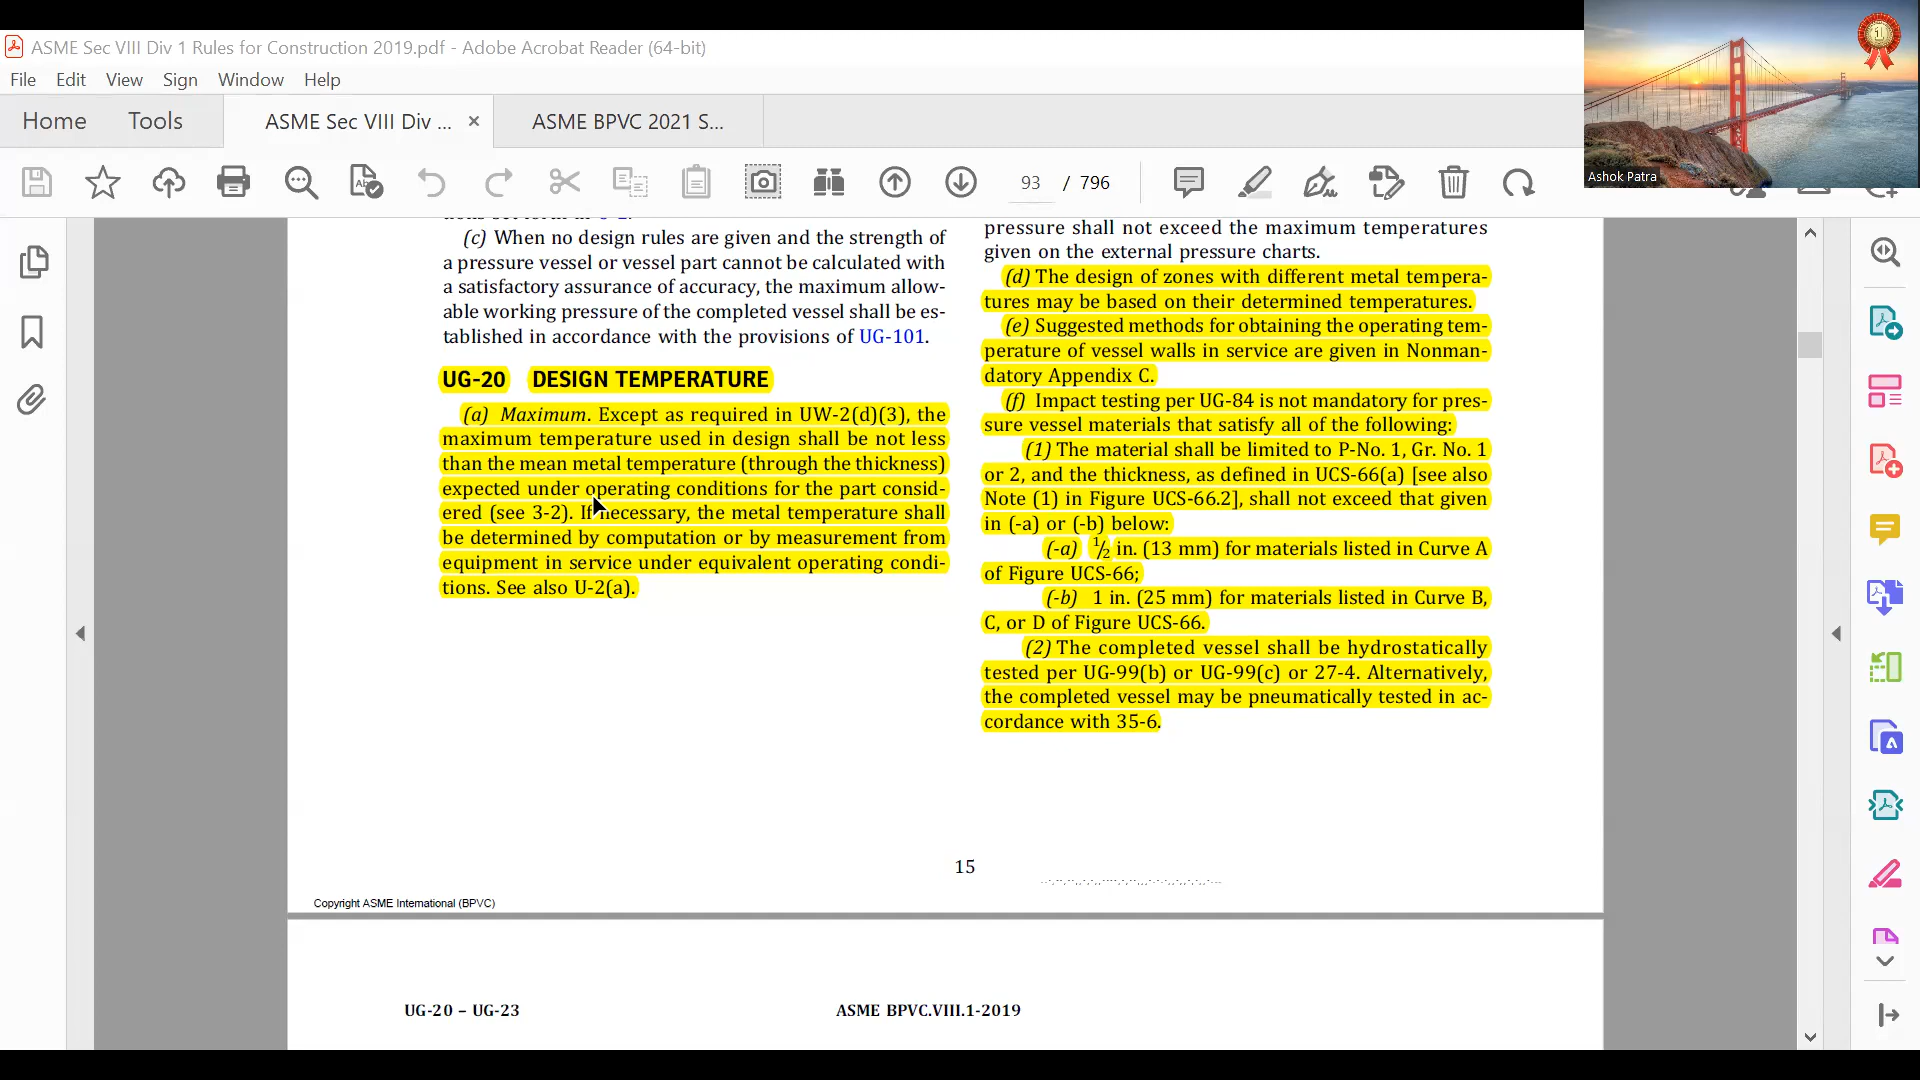 ASME Sec VIII Div 1 Rules for Construction 2019.pdf - Adobe Acrobat Reader (64-bit)
File Edit View Sign Window Help
Home Tools ASME Sec VIII Div ... × ASME BPVC 2021 S...
93 / 796
1
Ashok Patra
(c) When no design rules are given and the strength of
a pressure vessel or vessel part cannot be calculated with
a satisfactory assurance of accuracy, the maximum allow-
able working pressure of the completed vessel shall be es-
tablished in accordance with the provisions of UG-101.
UG-20 DESIGN TEMPERATURE
(a) Maximum. Except as required in UW-2(d)(3), the
maximum temperature used in design shall be not less
than the mean metal temperature (through the thickness)
expected under operating conditions for the part consid-
ered (see 3-2). If necessary, the metal temperature shall
be determined by computation or by measurement from
equipment in service under equivalent operating condi-
tions. See also U-2(a).
pressure shall not exceed the maximum temperatures
given on the external pressure charts.
(d) The design of zones with different metal tempera-
tures may be based on their determined temperatures.
(e) Suggested methods for obtaining the operating tem-
perature of vessel walls in service are given in Nonman-
datory Appendix C.
(f) Impact testing per UG-84 is not mandatory for pres-
sure vessel materials that satisfy all of the following:
(1) The material shall be limited to P-No. 1, Gr. No. 1
or 2, and the thickness, as defined in UCS-66(a) [see also
Note (1) in Figure UCS-66.2], shall not exceed that given
in (-a) or (-b) below:
(-a) 1/2 in. (13 mm) for materials listed in Curve A
of Figure UCS-66;
(-b) 1 in. (25 mm) for materials listed in Curve B,
C, or D of Figure UCS-66.
(2) The completed vessel shall be hydrostatically
tested per UG-99(b) or UG-99(c) or 27-4. Alternatively,
the completed vessel may be pneumatically tested in ac-
cordance with 35-6.
15
Copyright ASME International (BPVC)
UG-20 – UG-23 ASME BPVC.VIII.1-2019